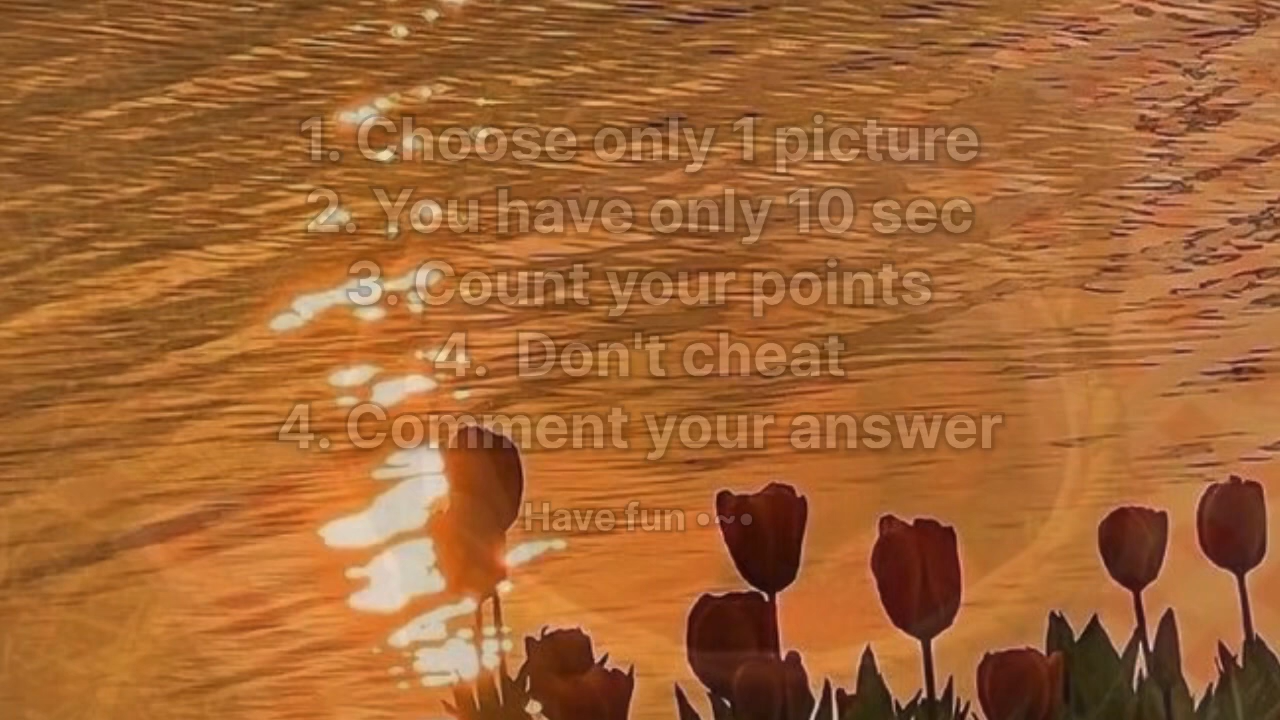 1. Choose only 1 picture
2. You have only 10 sec
3. Count your points
4. Don't cheat
4. Comment your answer
Have fun •~•